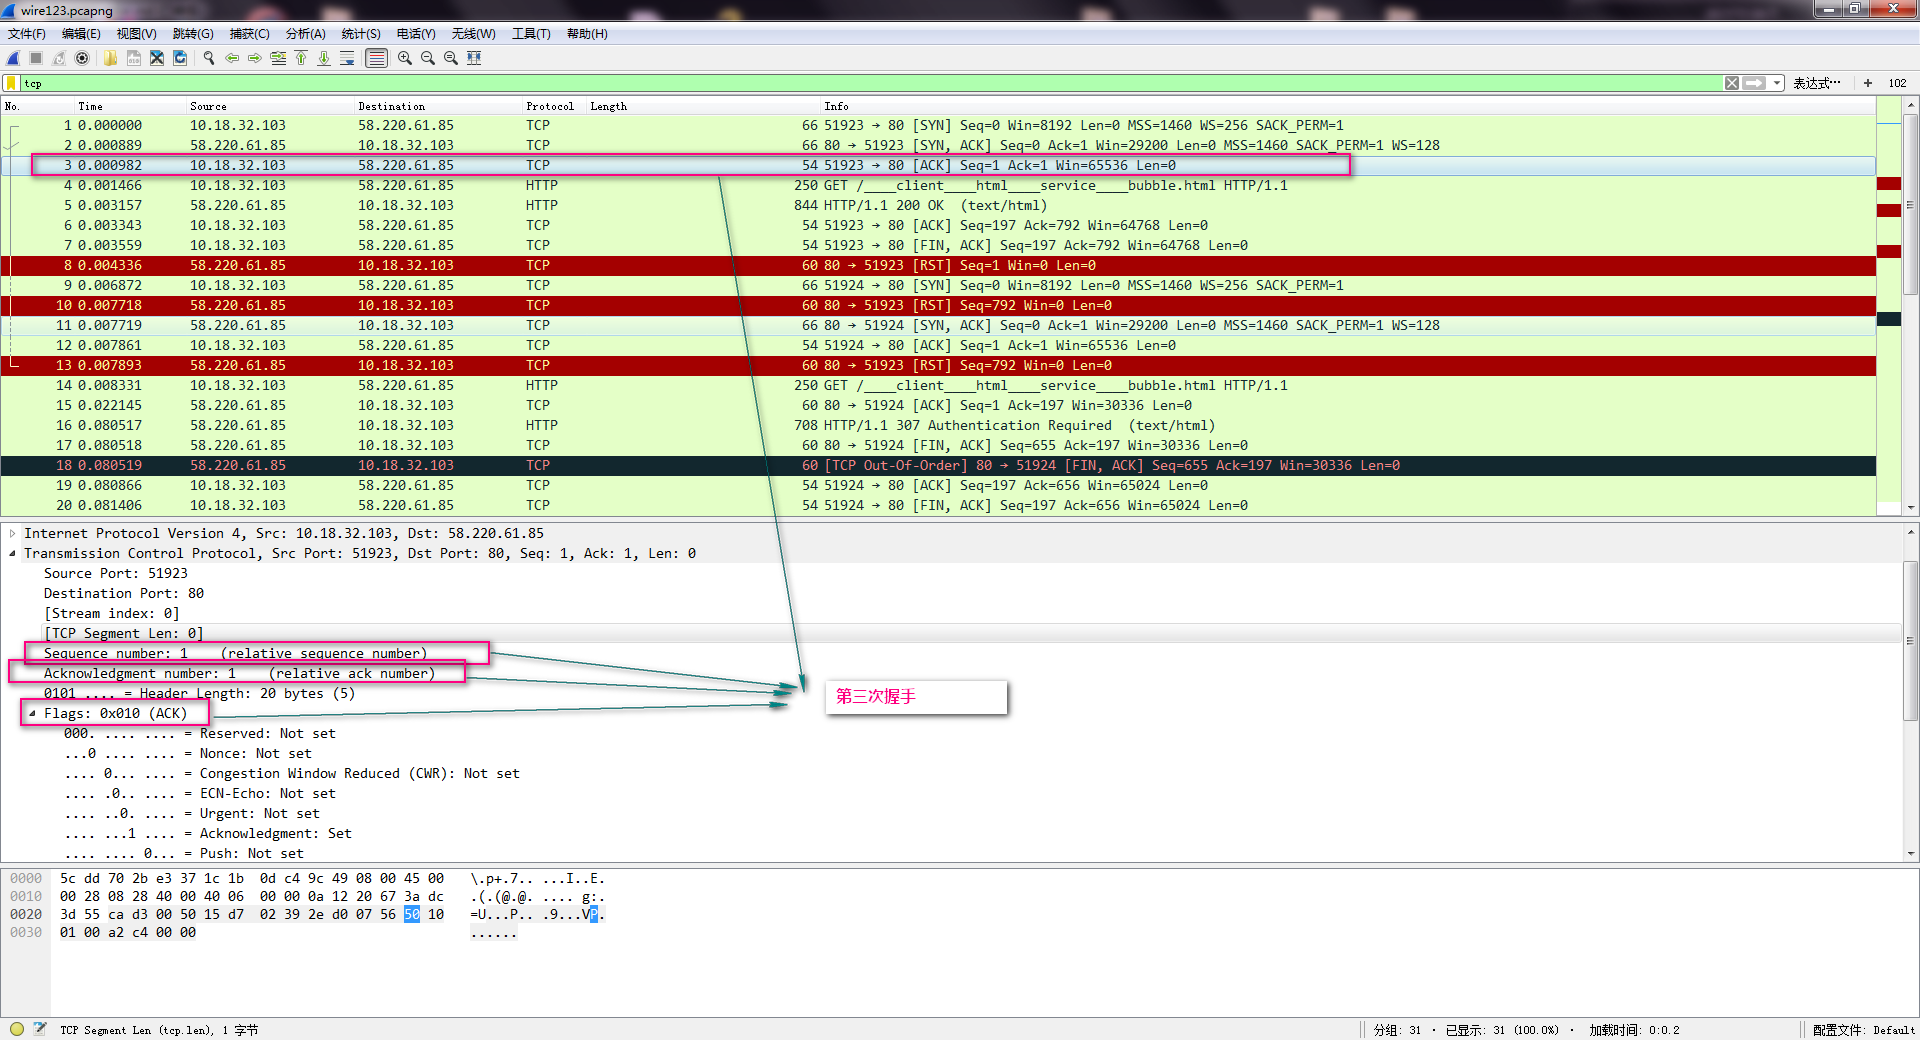 wire123.pcapng
文件(F) 编辑(E) 视图(V) 跳转(G) 捕获(C) 分析(A) 统计(S) 电话(Y) 无线(W) 工具(T) 帮助(H)
tcp 表达式… + 102
No. Time Source Destination Protocol Length Info
1 0.000000 10.18.32.103 58.220.61.85 TCP 66 51923 → 80 [SYN] Seq=0 Win=8192 Len=0 MSS=1460 WS=256 SACK_PERM=1
2 0.000889 58.220.61.85 10.18.32.103 TCP 66 80 → 51923 [SYN, ACK] Seq=0 Ack=1 Win=29200 Len=0 MSS=1460 SACK_PERM=1 WS=128
3 0.000982 10.18.32.103 58.220.61.85 TCP 54 51923 → 80 [ACK] Seq=1 Ack=1 Win=65536 Len=0
4 0.001466 10.18.32.103 58.220.61.85 HTTP 250 GET /____client____html____service____bubble.html HTTP/1.1
5 0.003157 58.220.61.85 10.18.32.103 HTTP 844 HTTP/1.1 200 OK (text/html)
6 0.003343 10.18.32.103 58.220.61.85 TCP 54 51923 → 80 [ACK] Seq=197 Ack=792 Win=64768 Len=0
7 0.003559 10.18.32.103 58.220.61.85 TCP 54 51923 → 80 [FIN, ACK] Seq=197 Ack=792 Win=64768 Len=0
8 0.004336 58.220.61.85 10.18.32.103 TCP 60 80 → 51923 [RST] Seq=1 Win=0 Len=0
9 0.006872 10.18.32.103 58.220.61.85 TCP 66 51924 → 80 [SYN] Seq=0 Win=8192 Len=0 MSS=1460 WS=256 SACK_PERM=1
10 0.007718 58.220.61.85 10.18.32.103 TCP 60 80 → 51923 [RST] Seq=792 Win=0 Len=0
11 0.007719 58.220.61.85 10.18.32.103 TCP 66 80 → 51924 [SYN, ACK] Seq=0 Ack=1 Win=29200 Len=0 MSS=1460 SACK_PERM=1 WS=128
12 0.007861 10.18.32.103 58.220.61.85 TCP 54 51924 → 80 [ACK] Seq=1 Ack=1 Win=65536 Len=0
13 0.007893 58.220.61.85 10.18.32.103 TCP 60 80 → 51923 [RST] Seq=792 Win=0 Len=0
14 0.008331 10.18.32.103 58.220.61.85 HTTP 250 GET /____client____html____service____bubble.html HTTP/1.1
15 0.022145 58.220.61.85 10.18.32.103 TCP 60 80 → 51924 [ACK] Seq=1 Ack=197 Win=30336 Len=0
16 0.080517 58.220.61.85 10.18.32.103 HTTP 708 HTTP/1.1 307 Authentication Required (text/html)
17 0.080518 58.220.61.85 10.18.32.103 TCP 60 80 → 51924 [FIN, ACK] Seq=655 Ack=197 Win=30336 Len=0
18 0.080519 58.220.61.85 10.18.32.103 TCP 60 [TCP Out-Of-Order] 80 → 51924 [FIN, ACK] Seq=655 Ack=197 Win=30336 Len=0
19 0.080866 10.18.32.103 58.220.61.85 TCP 54 51924 → 80 [ACK] Seq=197 Ack=656 Win=65024 Len=0
20 0.081406 10.18.32.103 58.220.61.85 TCP 54 51924 → 80 [FIN, ACK] Seq=197 Ack=656 Win=65024 Len=0
Internet Protocol Version 4, Src: 10.18.32.103, Dst: 58.220.61.85
Transmission Control Protocol, Src Port: 51923, Dst Port: 80, Seq: 1, Ack: 1, Len: 0
Source Port: 51923
Destination Port: 80
[Stream index: 0]
[TCP Segment Len: 0]
Sequence number: 1 (relative sequence number)
Acknowledgment number: 1 (relative ack number)
0101 .... = Header Length: 20 bytes (5)
第三次握手
Flags: 0x010 (ACK)
000. .... .... = Reserved: Not set
...0 .... .... = Nonce: Not set
.... 0... .... = Congestion Window Reduced (CWR): Not set
.... .0.. .... = ECN-Echo: Not set
.... ..0. .... = Urgent: Not set
.... ...1 .... = Acknowledgment: Set
.... .... 0... = Push: Not set
0000 5c dd 70 2b e3 37 1c 1b 0d c4 9c 49 08 00 45 00 \.p+.7.. ...I..E.
0010 00 28 08 28 40 00 40 06 00 00 0a 12 20 67 3a dc .(.(@.@. .... g:.
0020 3d 55 ca d3 00 50 15 d7 02 39 2e d0 07 56 50 10 =U...P.. .9...VP.
0030 01 00 a2 c4 00 00 ......
TCP Segment Len (tcp.len), 1 字节 分组: 31 · 已显示: 31 (100.0%) · 加载时间: 0:0.2 配置文件: Default